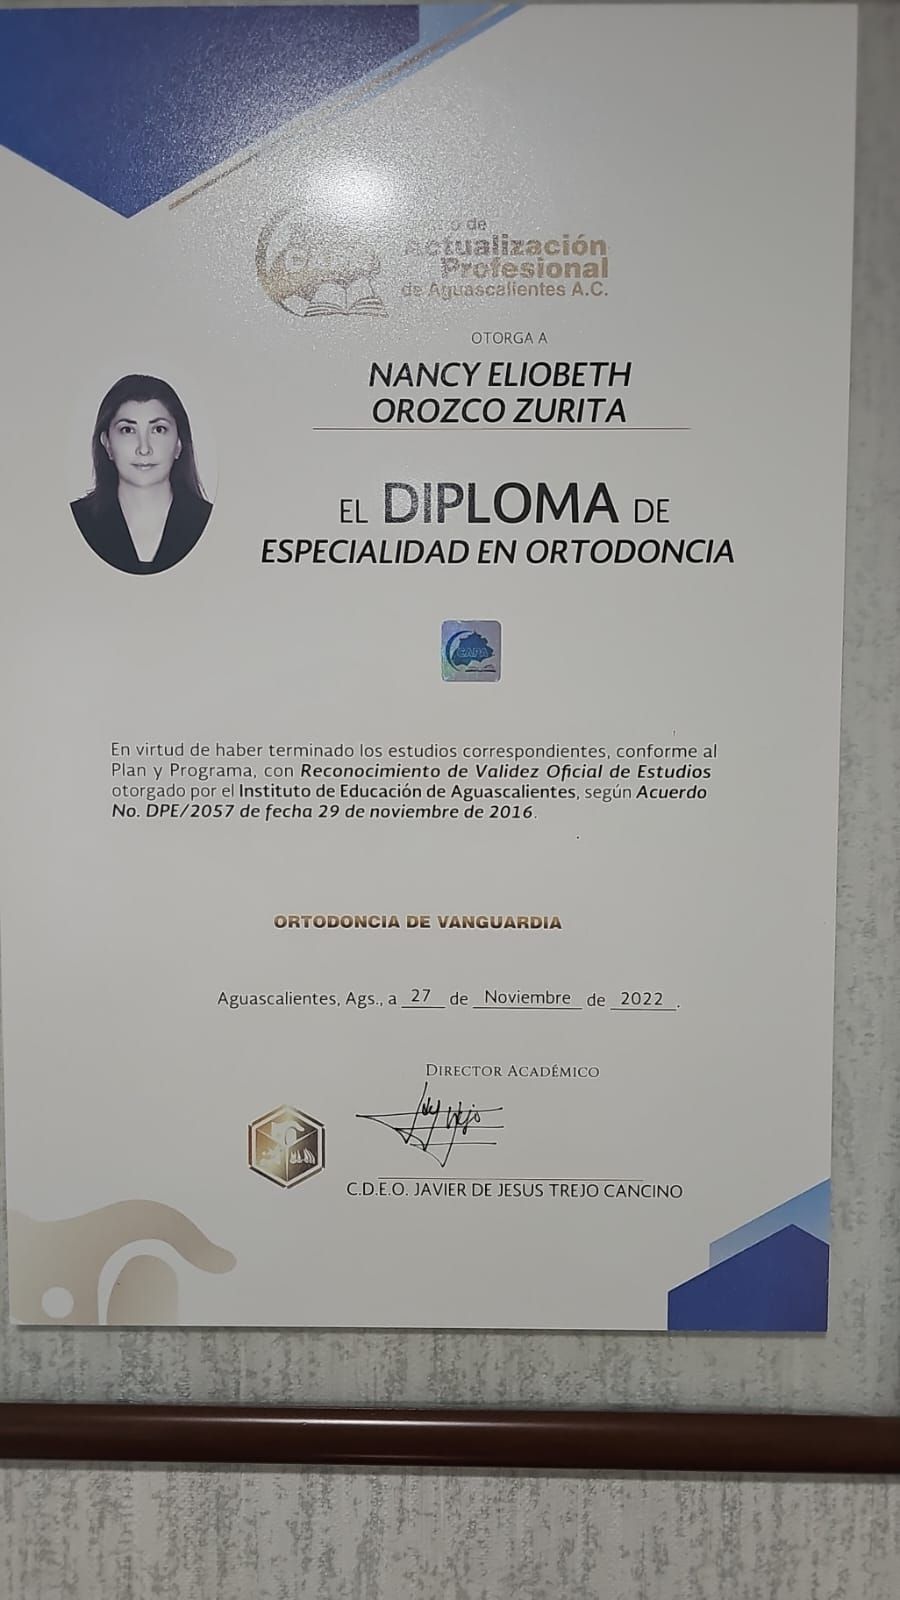 de
Actualización
Profesional
de Aguascalientes A.C.
OTORGA A
NANCY ELIOBETH
OROZCO ZURITA
EL DIPLOMA DE
ESPECIALIDAD EN ORTODONCIA
CAPA
En virtud de haber terminado los estudios correspondientes, conforme al
Plan y Programa, con Reconocimiento de Validez Oficial de Estudios
otorgado por el Instituto de Educación de Aguascalientes, según Acuerdo
No. DPE/2057 de fecha 29 de noviembre de 2016.
ORTODONCIA DE VANGUARDIA
Aguascalientes, Ags., a 27 de Noviembre de 2022.
DIRECTOR ACADÉMICO
C.D.E.O. JAVIER DE JESUS TREJO CANCINO